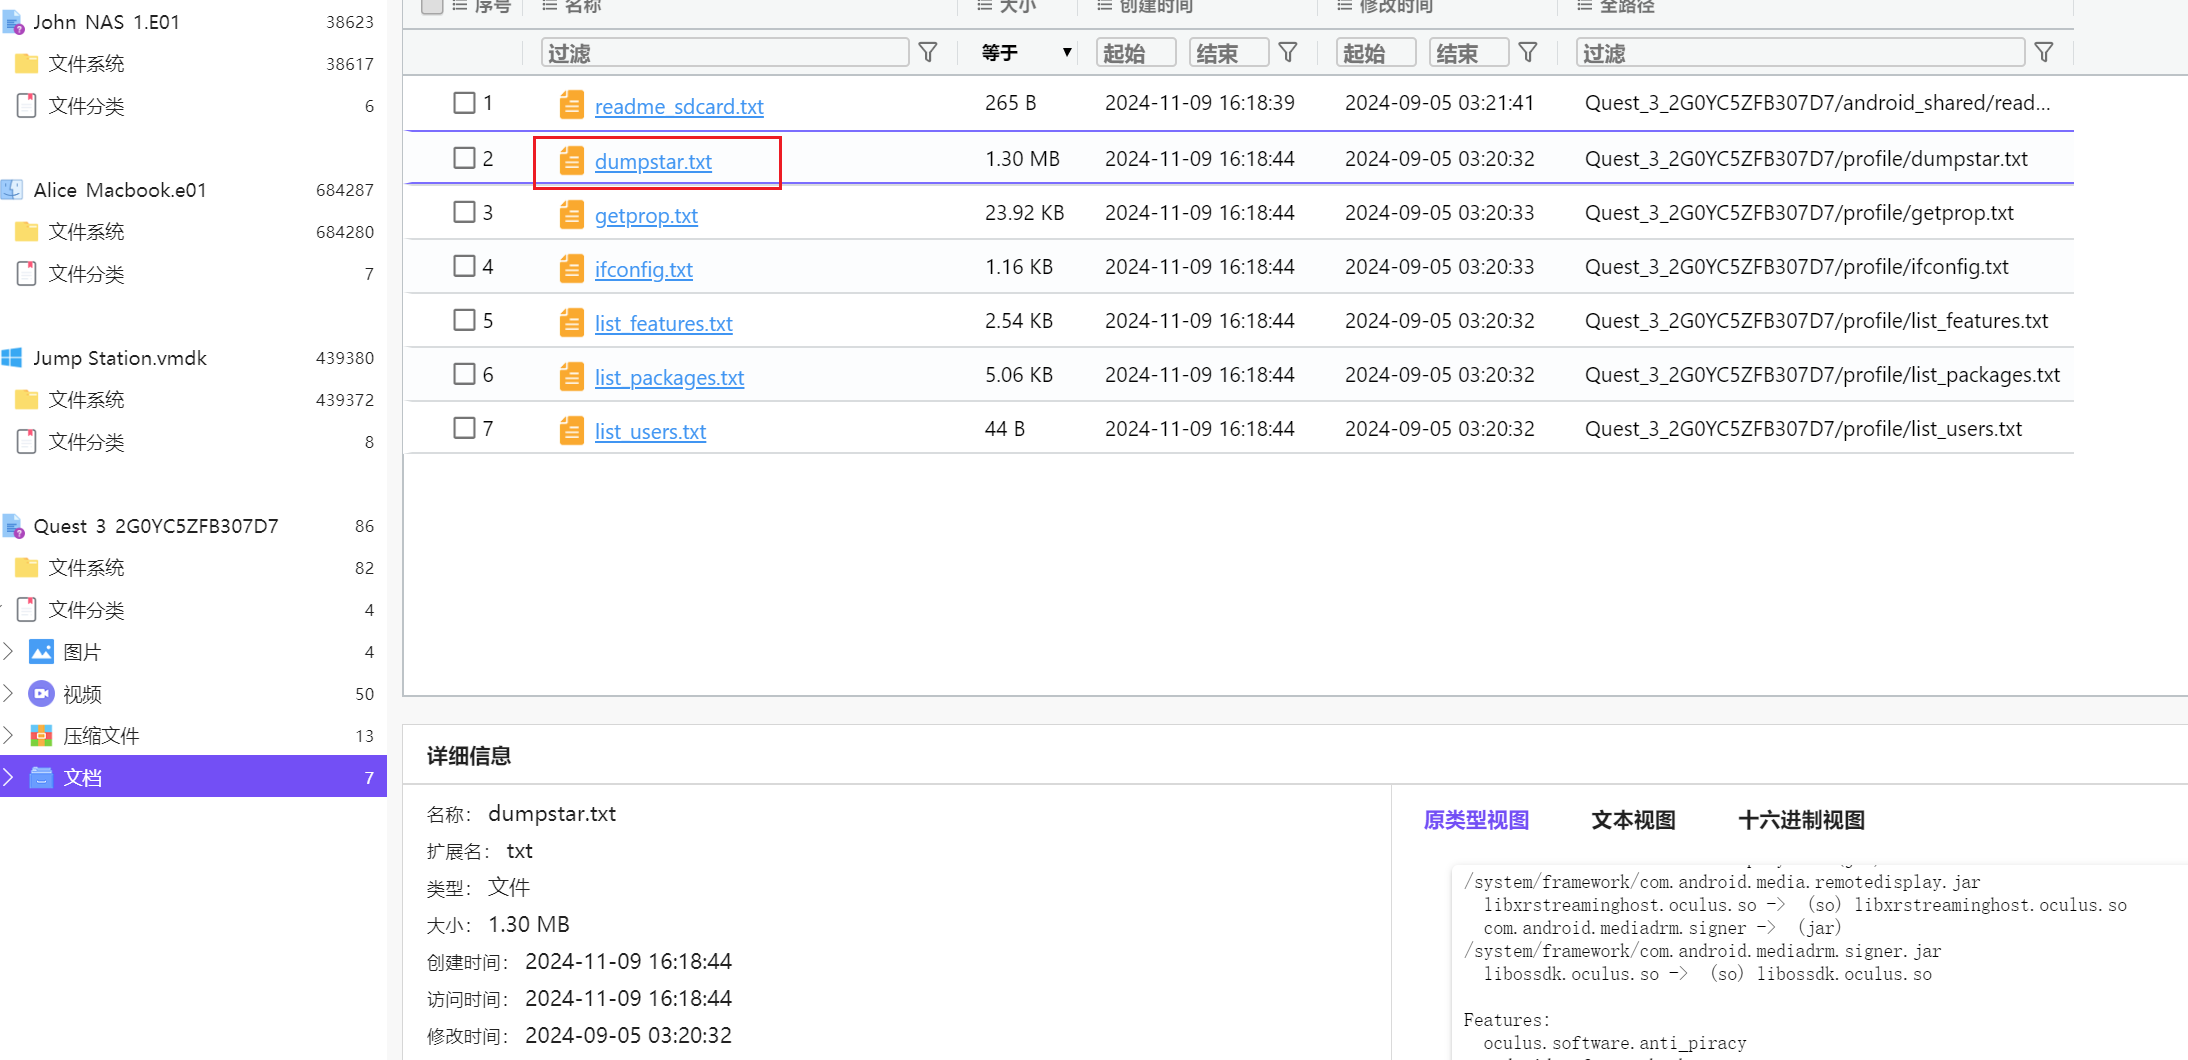 John NAS 1.E01 38623
文件系统 38617
文件分类 6
Alice Macbook.e01 684287
文件系统 684280
文件分类 7
Jump Station.vmdk 439380
文件系统 439372
文件分类 8
Quest 3 2G0YC5ZFB307D7 86
文件系统 82
文件分类 4
图片 4
视频 50
压缩文件 13
文档 7
序号 名称 大小 创建时间 修改时间 全路径
过滤 等于 起始 结束 起始 结束 过滤
1 readme_sdcard.txt 265 B 2024-11-09 16:18:39 2024-09-05 03:21:41 Quest_3_2G0YC5ZFB307D7/android_shared/read...
2 dumpstar.txt 1.30 MB 2024-11-09 16:18:44 2024-09-05 03:20:32 Quest_3_2G0YC5ZFB307D7/profile/dumpstar.txt
3 getprop.txt 23.92 KB 2024-11-09 16:18:44 2024-09-05 03:20:33 Quest_3_2G0YC5ZFB307D7/profile/getprop.txt
4 ifconfig.txt 1.16 KB 2024-11-09 16:18:44 2024-09-05 03:20:33 Quest_3_2G0YC5ZFB307D7/profile/ifconfig.txt
5 list_features.txt 2.54 KB 2024-11-09 16:18:44 2024-09-05 03:20:32 Quest_3_2G0YC5ZFB307D7/profile/list_features.txt
6 list_packages.txt 5.06 KB 2024-11-09 16:18:44 2024-09-05 03:20:32 Quest_3_2G0YC5ZFB307D7/profile/list_packages.txt
7 list_users.txt 44 B 2024-11-09 16:18:44 2024-09-05 03:20:32 Quest_3_2G0YC5ZFB307D7/profile/list_users.txt
详细信息
名称: dumpstar.txt
扩展名: txt
类型: 文件
大小: 1.30 MB
创建时间: 2024-11-09 16:18:44
访问时间: 2024-11-09 16:18:44
修改时间: 2024-09-05 03:20:32
原类型视图 文本视图 十六进制视图
/system/framework/com.android.media.remotedisplay.jar
libxrstreaminghost.oculus.so -> (so) libxrstreaminghost.oculus.so
com.android.mediadrm.signer -> (jar)
/system/framework/com.android.mediadrm.signer.jar
libossdk.oculus.so -> (so) libossdk.oculus.so
Features:
oculus.software.anti_piracy